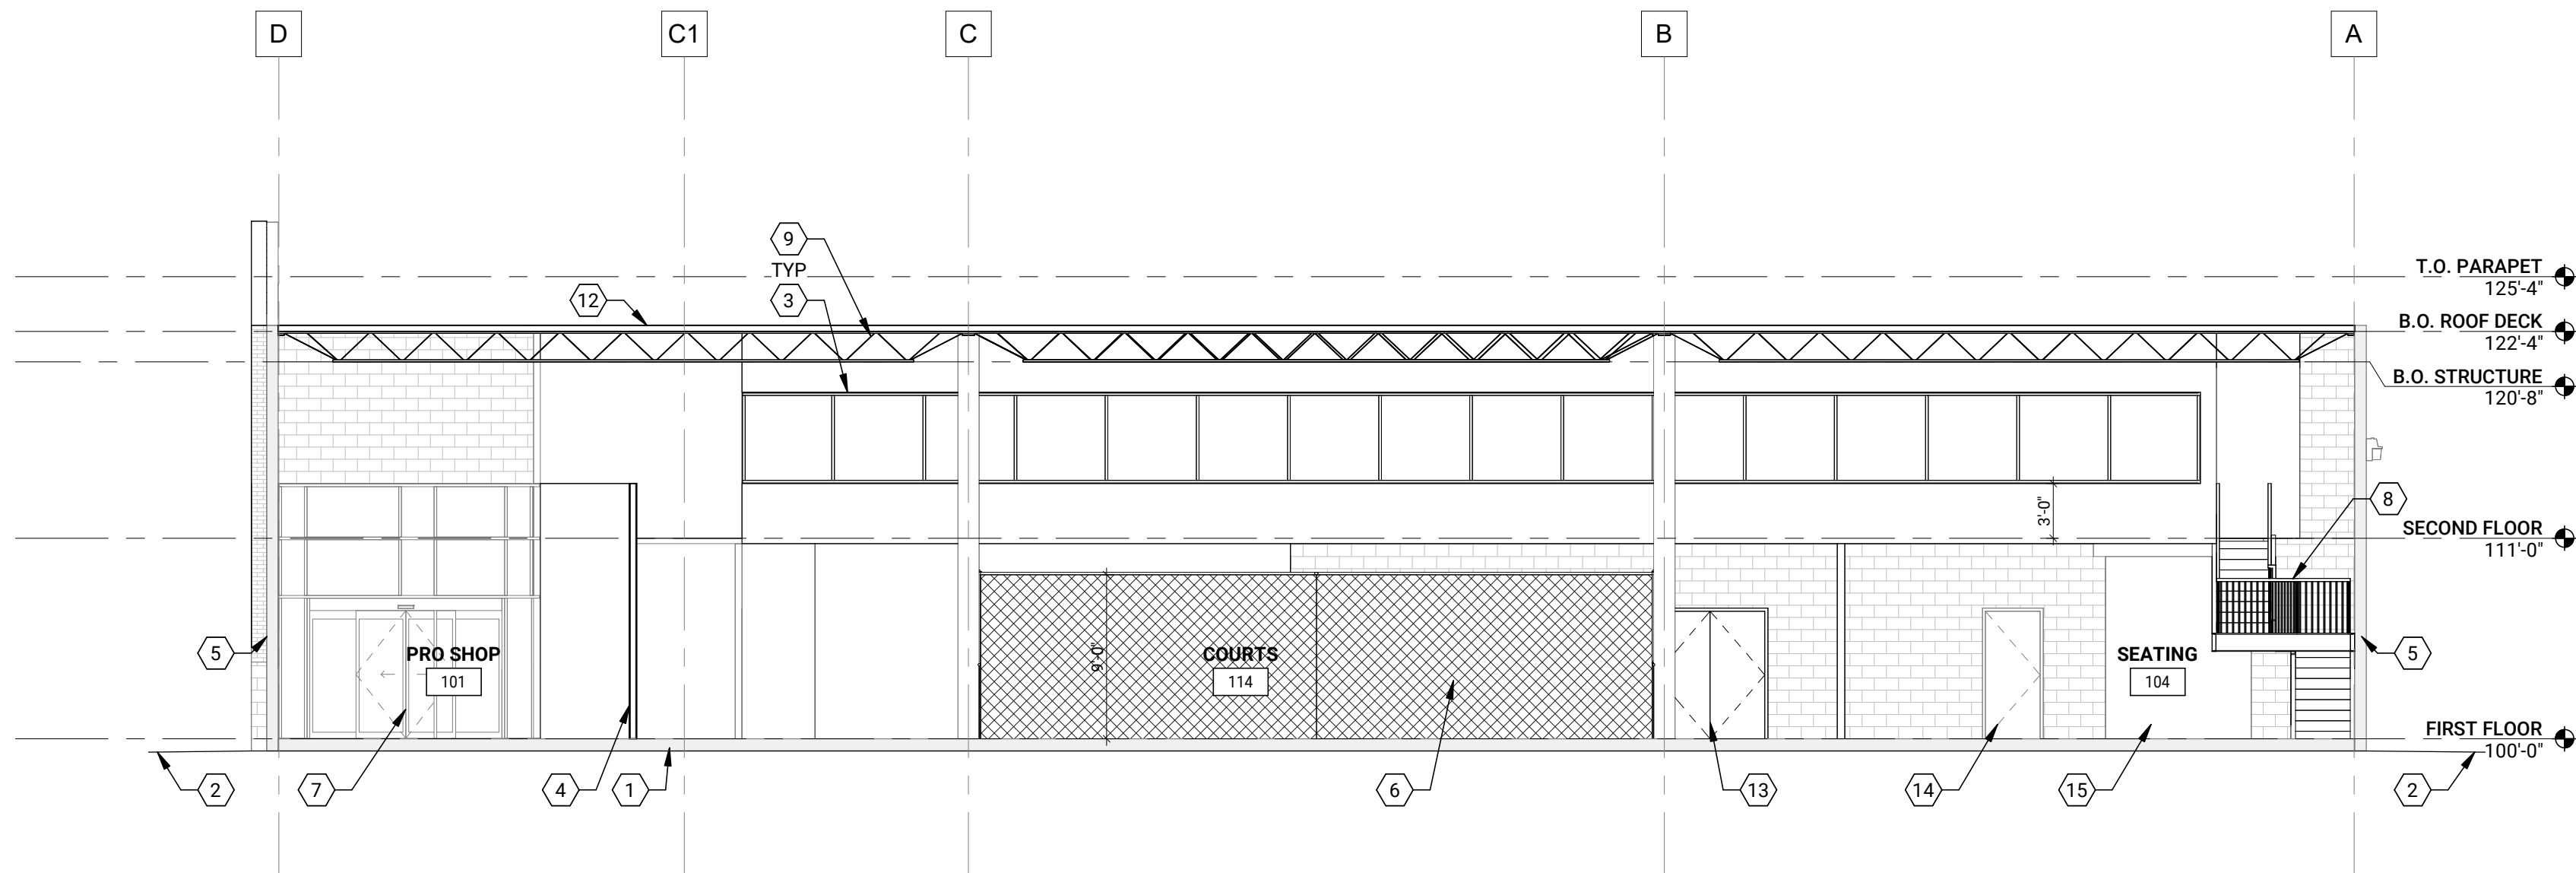 D
C1
C
B
A
9
TYP
12
3
T.O. PARAPET
125'-4"
B.O. ROOF DECK
122'-4"
B.O. STRUCTURE
120'-8"
8
3'-0"
SECOND FLOOR
111'-0"
5
PRO SHOP
101
9'-0"
COURTS
114
SEATING
104
5
FIRST FLOOR
100'-0"
2
7
4
1
6
13
14
15
2